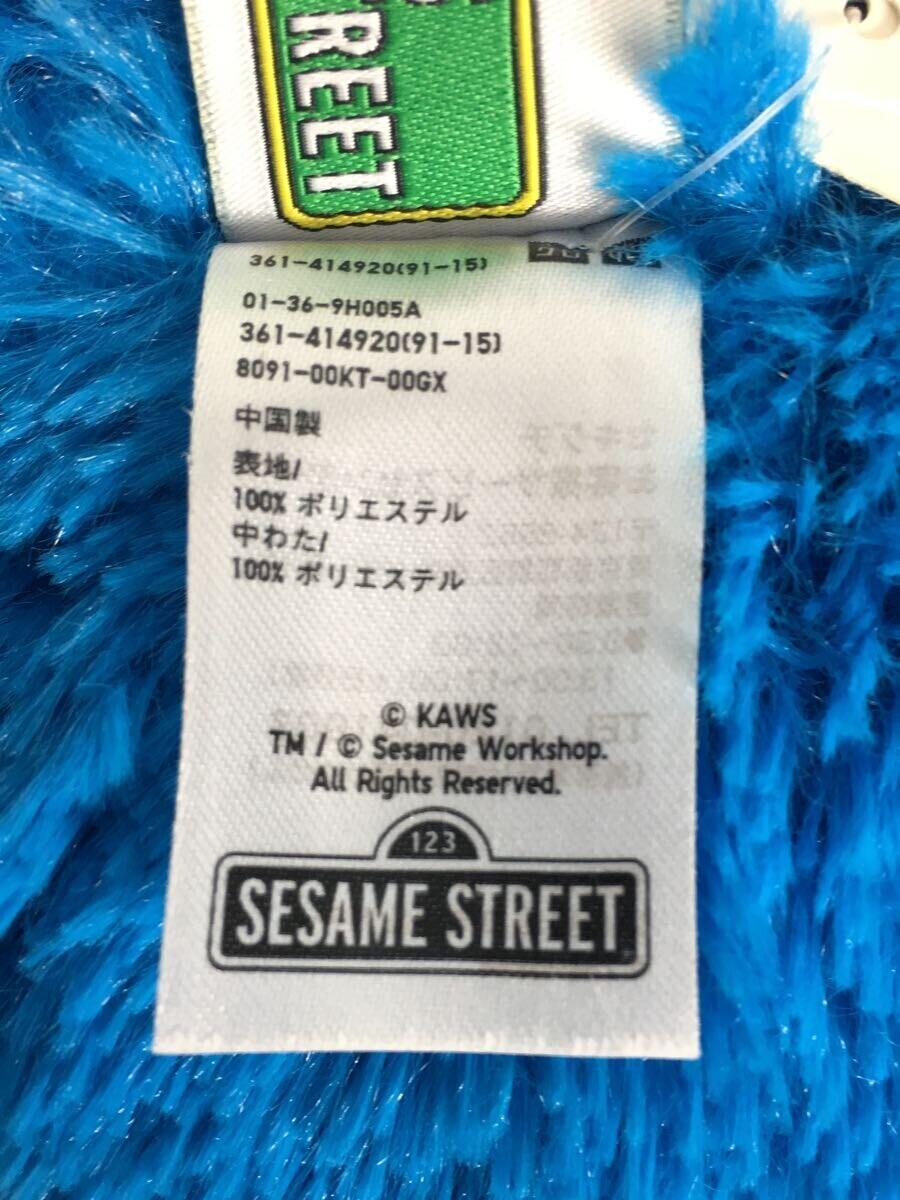 STREET
361-414920(91-15)
01-36-9H005A
361-414920(91-15)
8091-00KT-00GX
中国製
表地/
100% ポリエステル
中わた/
100% ポリエステル
© KAWS
TM / © Sesame Workshop.
All Rights Reserved.
123
SESAME STREET